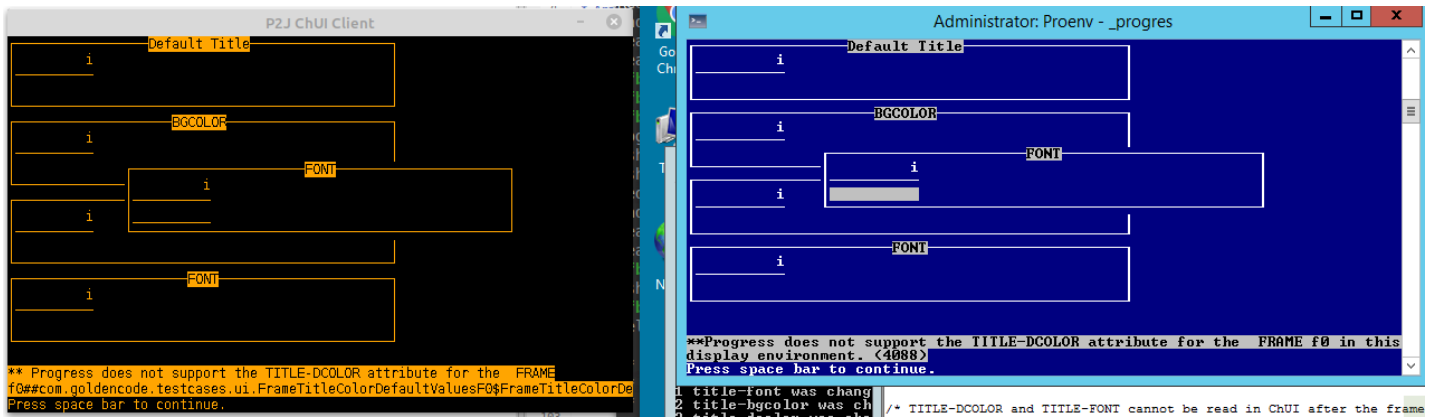 P2J ChUI Client
Default Title
i
BGCOLOR
i
FONT
i
i
FONT
i
** Progress does not support the TITLE-DCOLOR attribute for the  FRAME
f0##com.goldencode.testcases.ui.FrameTitleColorDefaultValuesF0$FrameTitleColorDe
Press space bar to continue.
Go
Ch
T
N
Administrator: Proenv - _progres
Default Title
i
BGCOLOR
i
FONT
i
i
FONT
i
**Progress does not support the TITLE-DCOLOR attribute for the  FRAME f0 in this
display environment. (4088)
Press space bar to continue.
1 title-font was chang
2 title-bgcolor was ch
/* TITLE-DCOLOR and TITLE-FONT cannot be read in ChUI after the frame